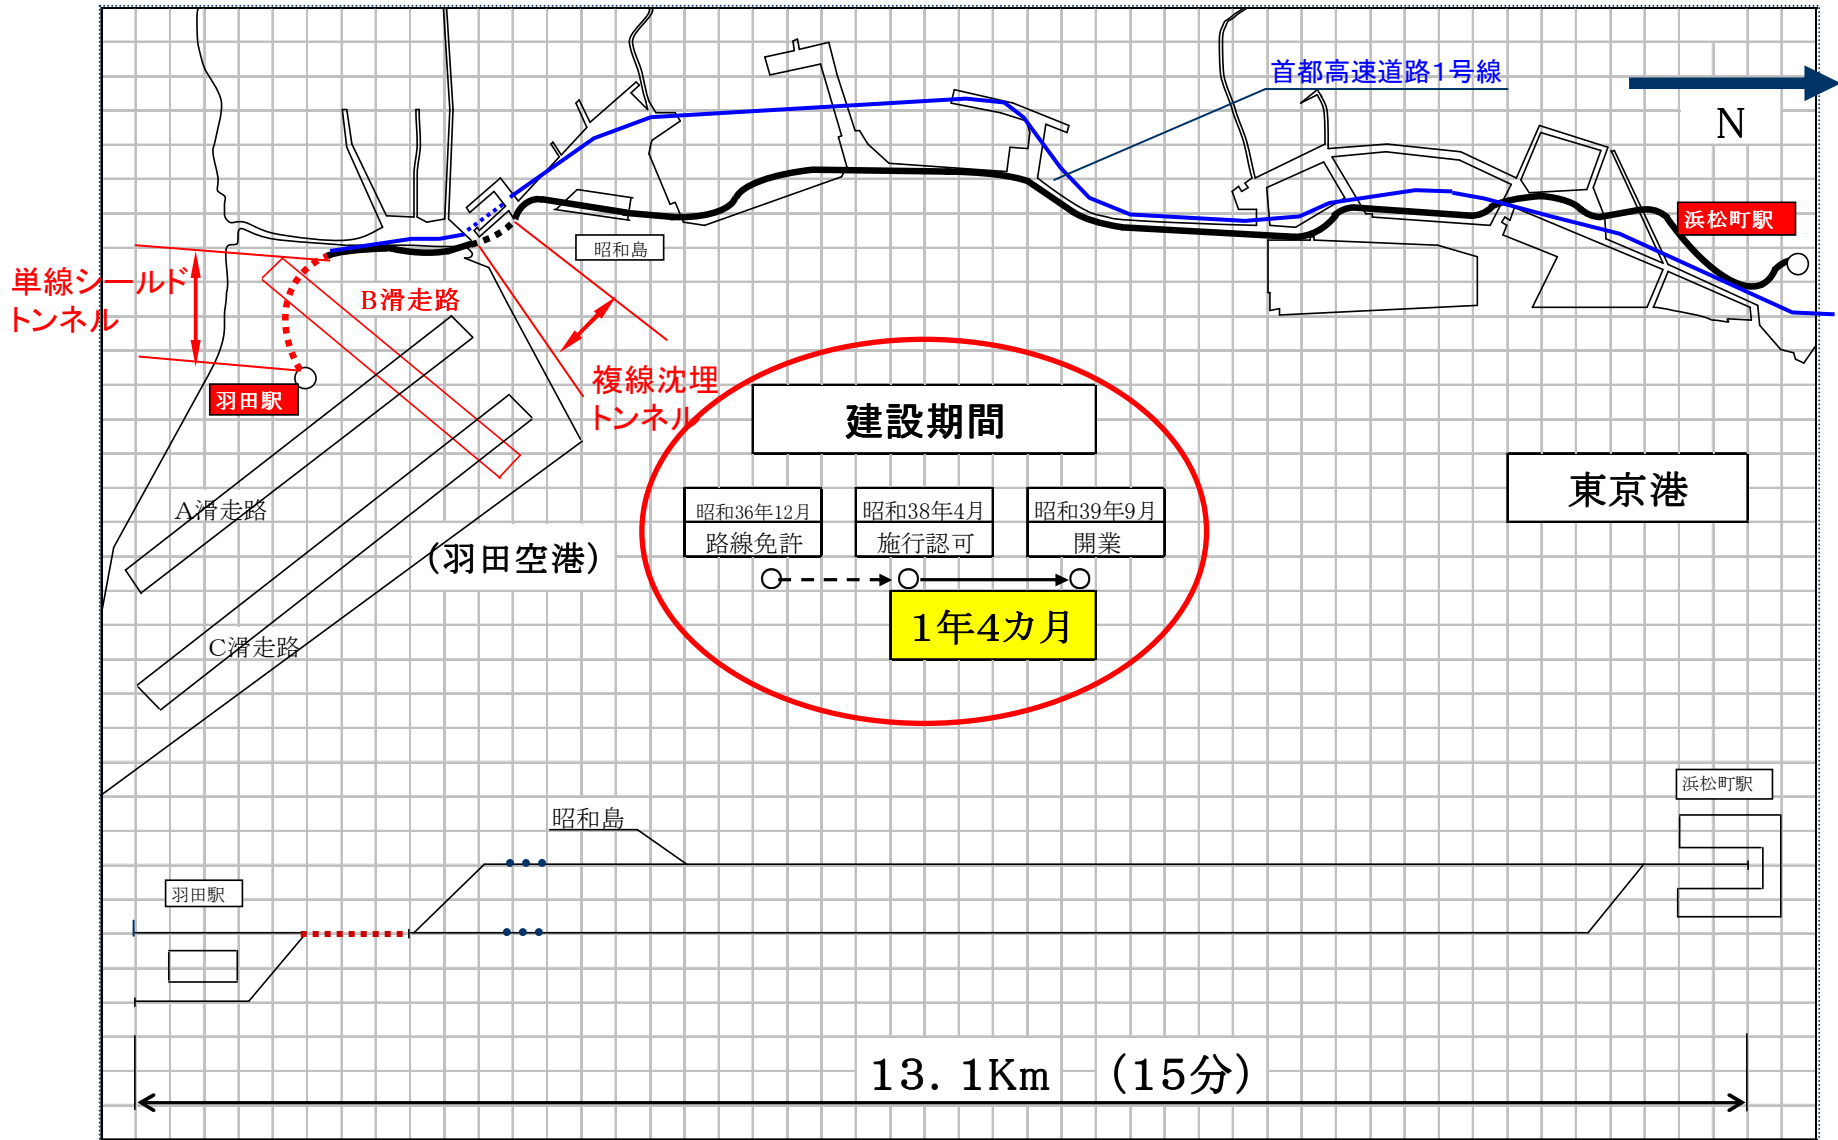 首都高速道路1号線
N
浜松町駅
昭和島
単線シールド
トンネル
B滑走路
羽田駅
複線沈埋
トンネル
建設期間
東京港
A滑走路
昭和36年12月
路線免許
昭和38年4月
施行認可
昭和39年9月
開業
(羽田空港)
1年4カ月
C滑走路
浜松町駅
昭和島
羽田駅
13.1Km (15分)